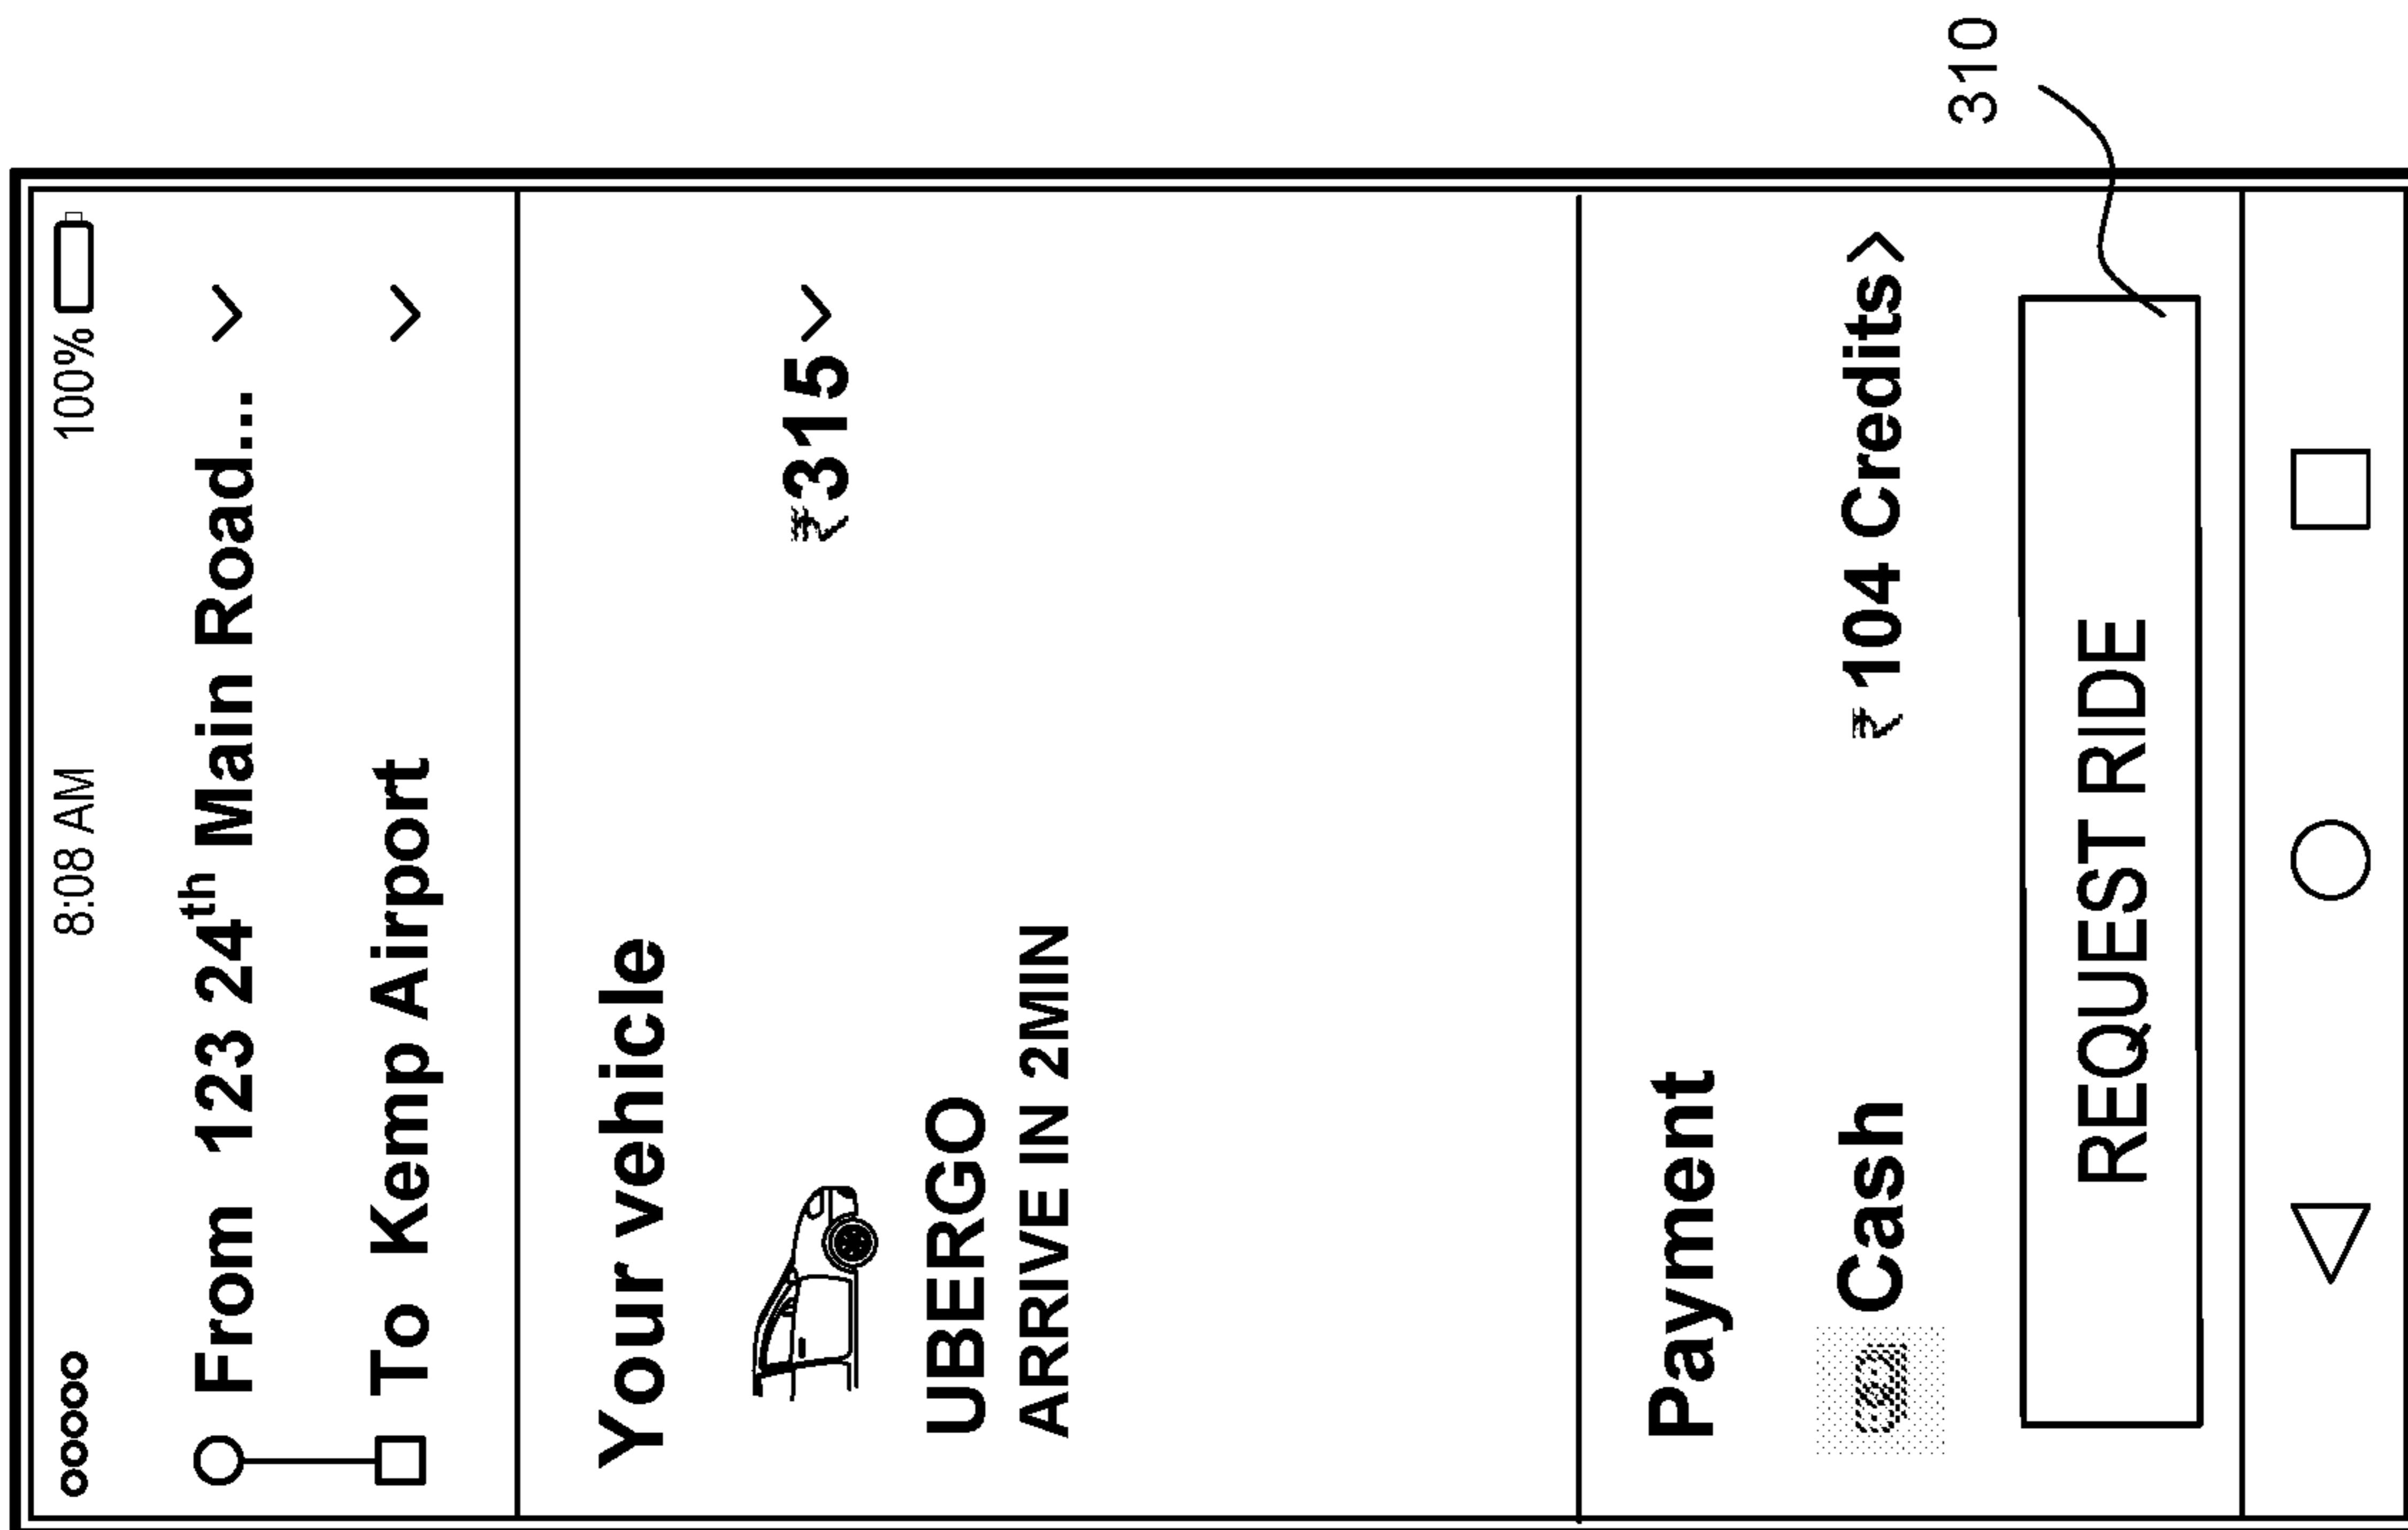 8:08 AM 100%
From 123 24th Main Road...
To Kemp Airport
Your vehicle
₹315
UBERGO
ARRIVE IN 2MIN
Payment
Cash ₹ 104 Credits>
REQUEST RIDE
310